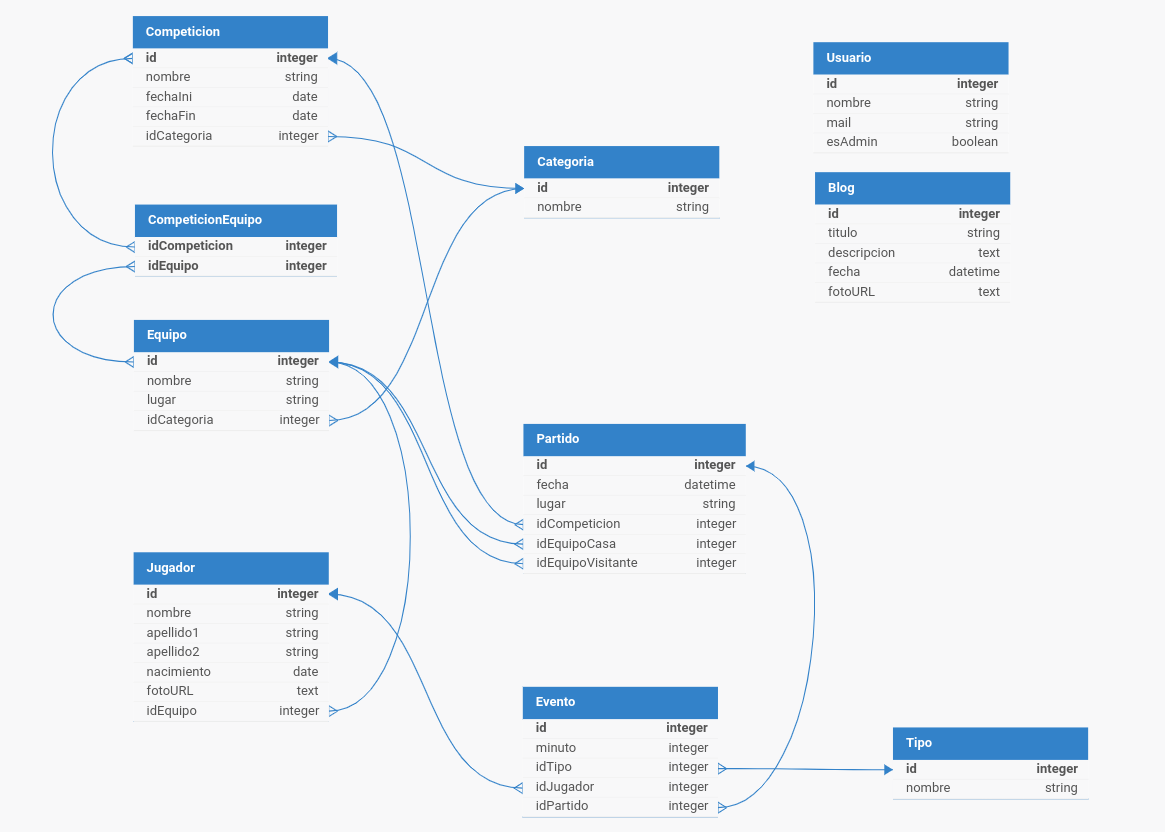 Competicion
id integer
nombre string
fechaIni date
fechaFin date
idCategoria integer
CompeticionEquipo
idCompeticion integer
idEquipo integer
Equipo
id integer
nombre string
lugar string
idCategoria integer
Jugador
id integer
nombre string
apellido1 string
apellido2 string
nacimiento date
fotoURL text
idEquipo integer
Categoria
id integer
nombre string
Partido
id integer
fecha datetime
lugar string
idCompeticion integer
idEquipoCasa integer
idEquipoVisitante integer
Evento
id integer
minuto integer
idTipo integer
idJugador integer
idPartido integer
Usuario
id integer
nombre string
mail string
esAdmin boolean
Blog
id integer
titulo string
descripcion text
fecha datetime
fotoURL text
Tipo
id integer
nombre string